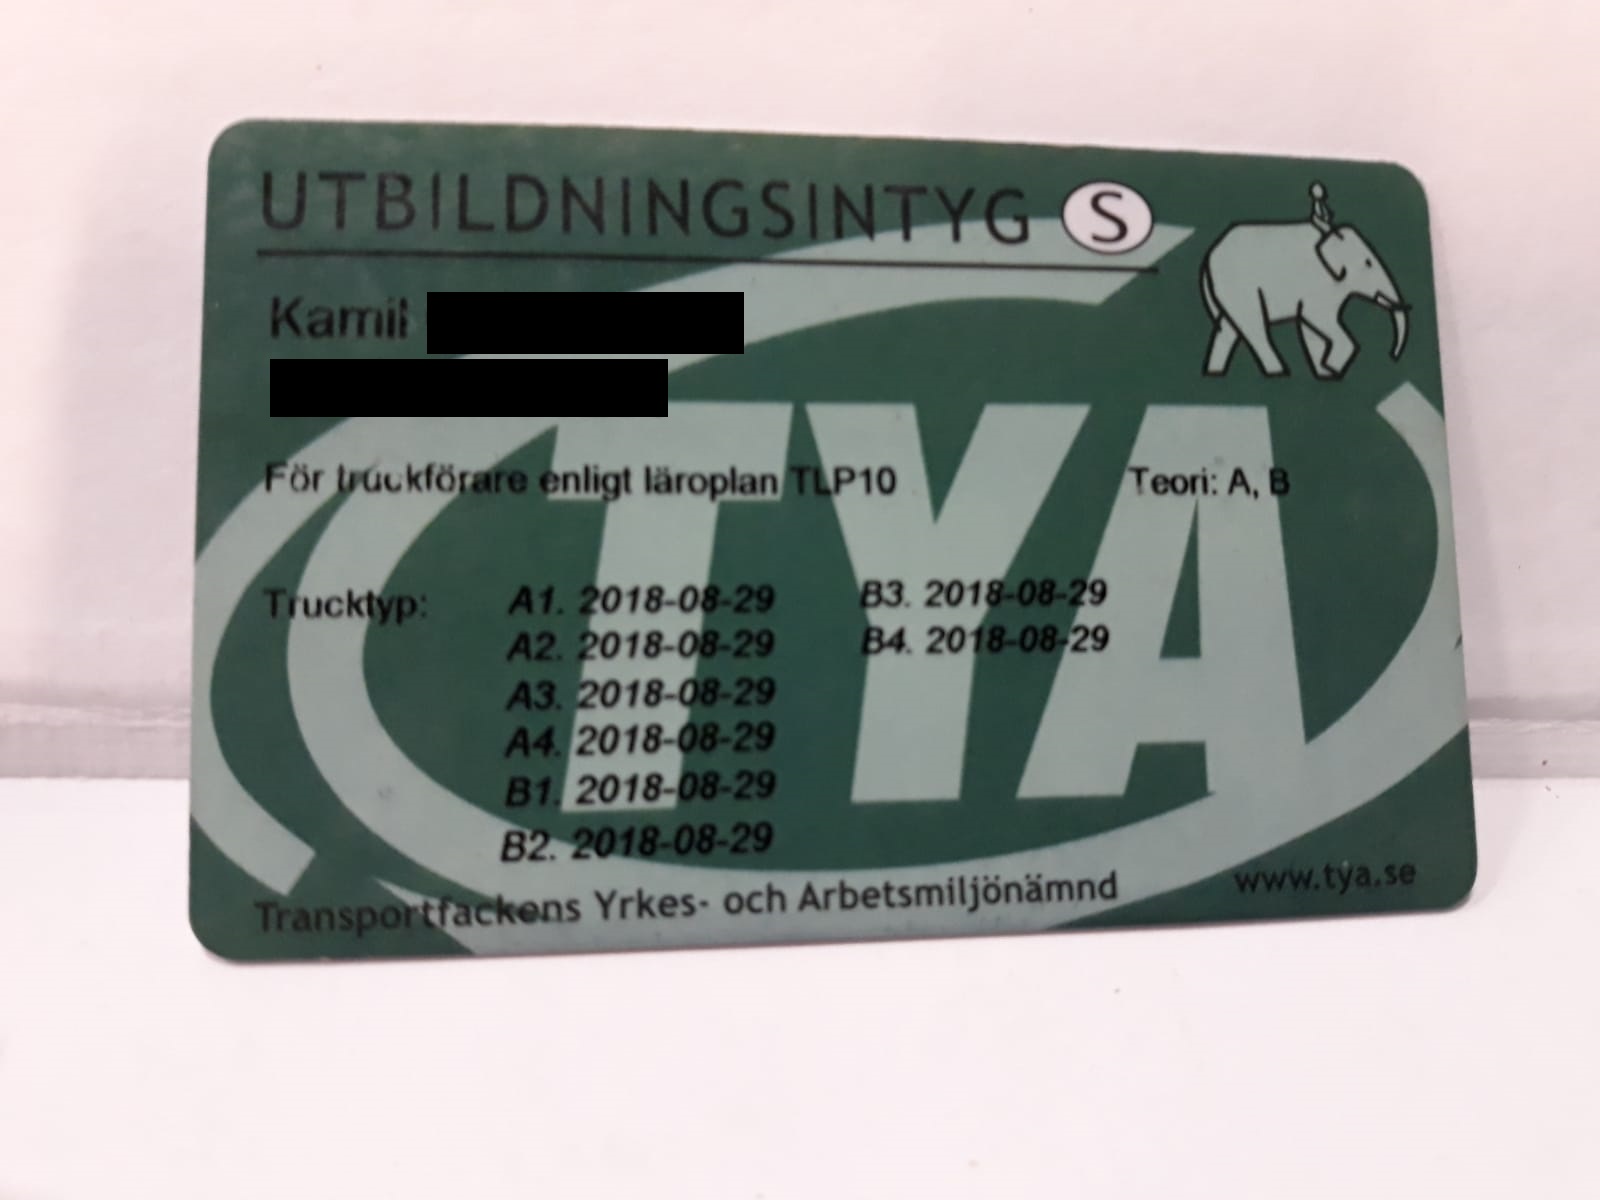 UTBILDNINGSINTYG S
Kamil
För truckförare enligt läroplan TLP10 Teori: A, B
TYA
Trucktyp: A1. 2018-08-29 B3. 2018-08-29
A2. 2018-08-29 B4. 2018-08-29
A3. 2018-08-29
A4. 2018-08-29
B1. 2018-08-29
B2. 2018-08-29
Transportfackens Yrkes- och Arbetsmiljönämnd www.tya.se